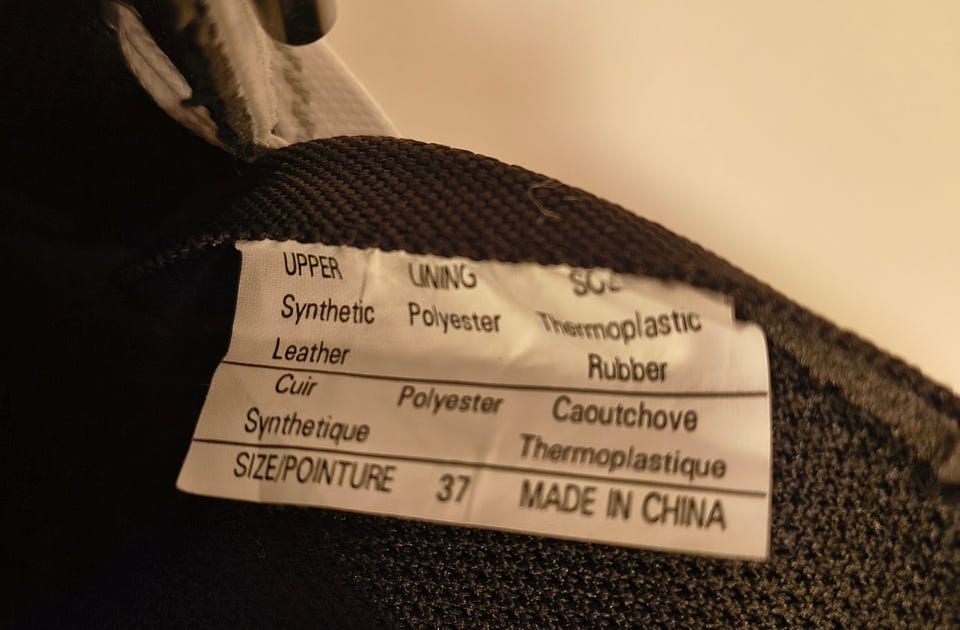 UPPER LINING
Synthetic Polyester Thermoplastic
Leather Rubber
Cuir Polyester Caoutchove
Synthetique Thermoplastique
SIZE/POINTURE 37 MADE IN CHINA